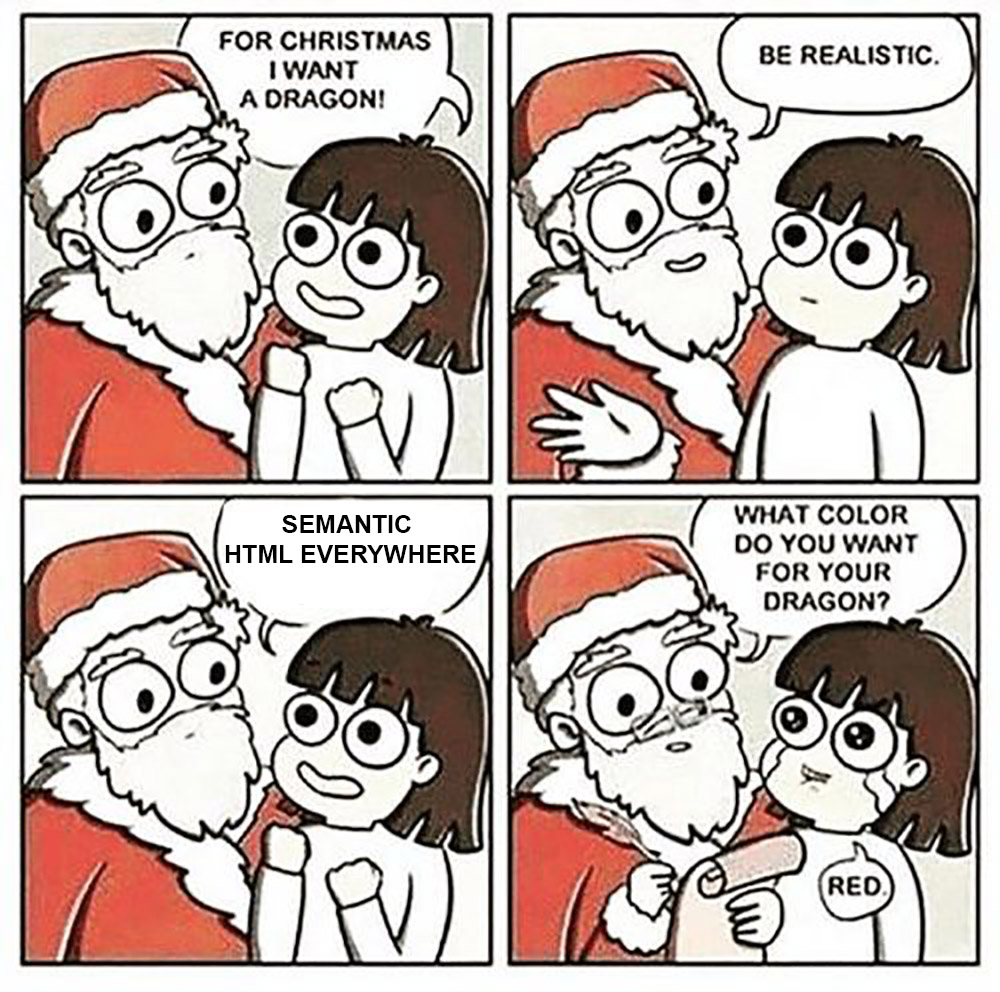 FOR CHRISTMAS
I WANT
A DRAGON!
BE REALISTIC.
SEMANTIC
HTML EVERYWHERE
WHAT COLOR
DO YOU WANT
FOR YOUR
DRAGON?
RED.